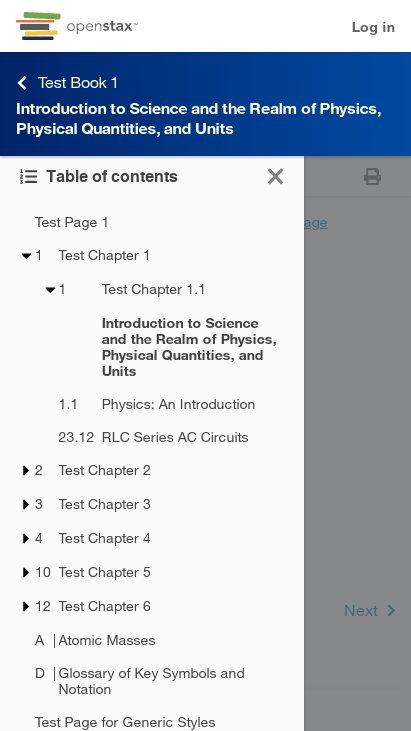 openstax™
Log in
Test Book 1
Introduction to Science and the Realm of Physics,
Physical Quantities, and Units
Table of contents
age
Test Page 1
1 Test Chapter 1
1 Test Chapter 1.1
Introduction to Science
and the Realm of Physics,
Physical Quantities, and
Units
1.1 Physics: An Introduction
23.12 RLC Series AC Circuits
2 Test Chapter 2
3 Test Chapter 3
4 Test Chapter 4
10 Test Chapter 5
12 Test Chapter 6
Next
A | Atomic Masses
D | Glossary of Key Symbols and
Notation
Test Page for Generic Styles